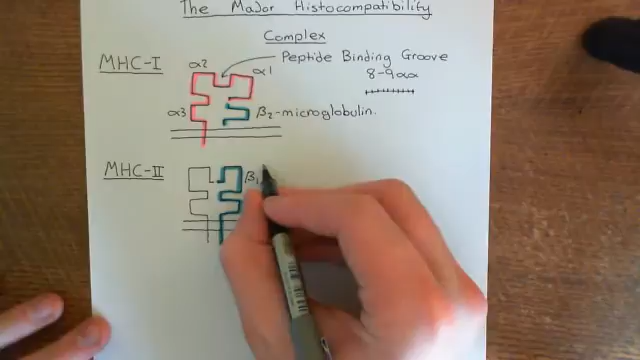 The Major Histocompatibility
Complex
MHC-I
α2
Peptide Binding Groove
α1
8-9aa
α3
β2-microglobulin.
MHC-II
β1